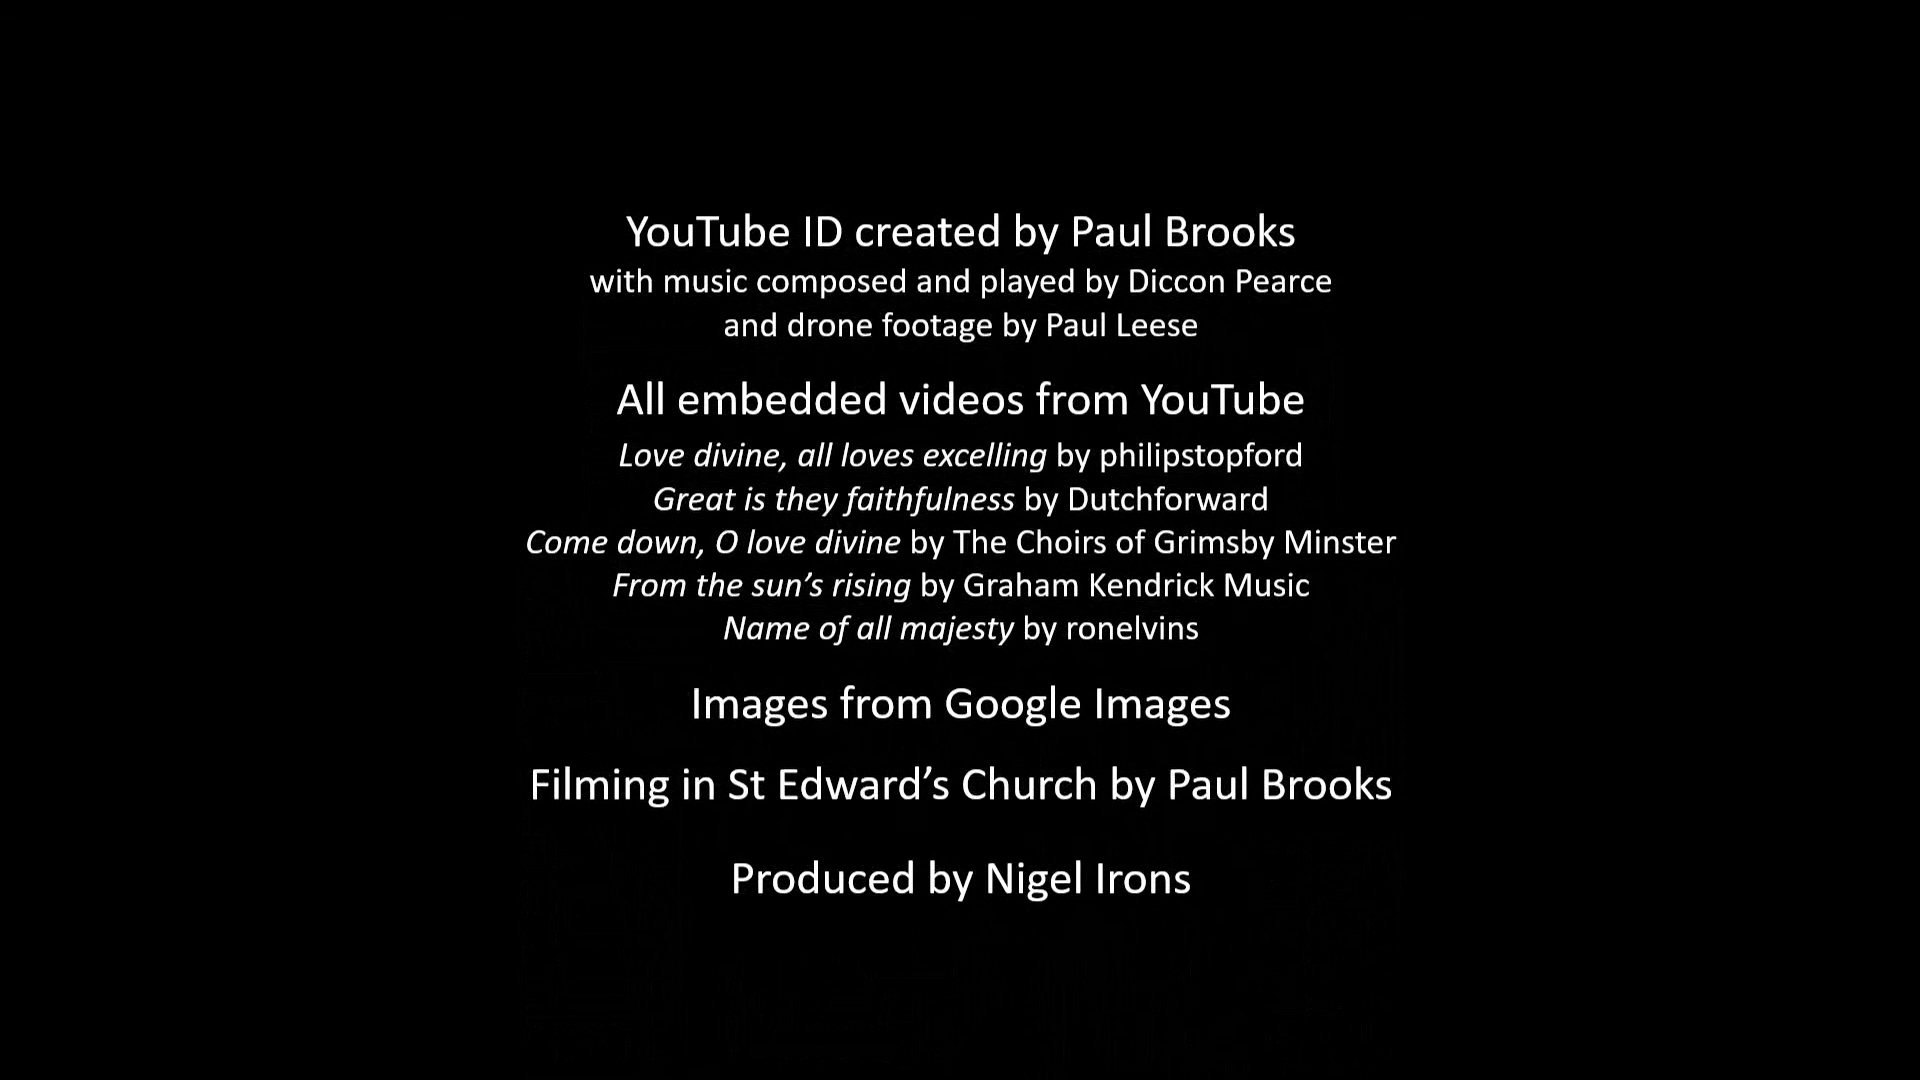 YouTube ID created by Paul Brooks
with music composed and played by Diccon Pearce
and drone footage by Paul Leese
All embedded videos from YouTube
Love divine, all loves excelling by philipstopford
Great is they faithfulness by Dutchforward
Come down, O love divine by The Choirs of Grimsby Minster
From the sun’s rising by Graham Kendrick Music
Name of all majesty by ronelvins
Images from Google Images
Filming in St Edward’s Church by Paul Brooks
Produced by Nigel Irons